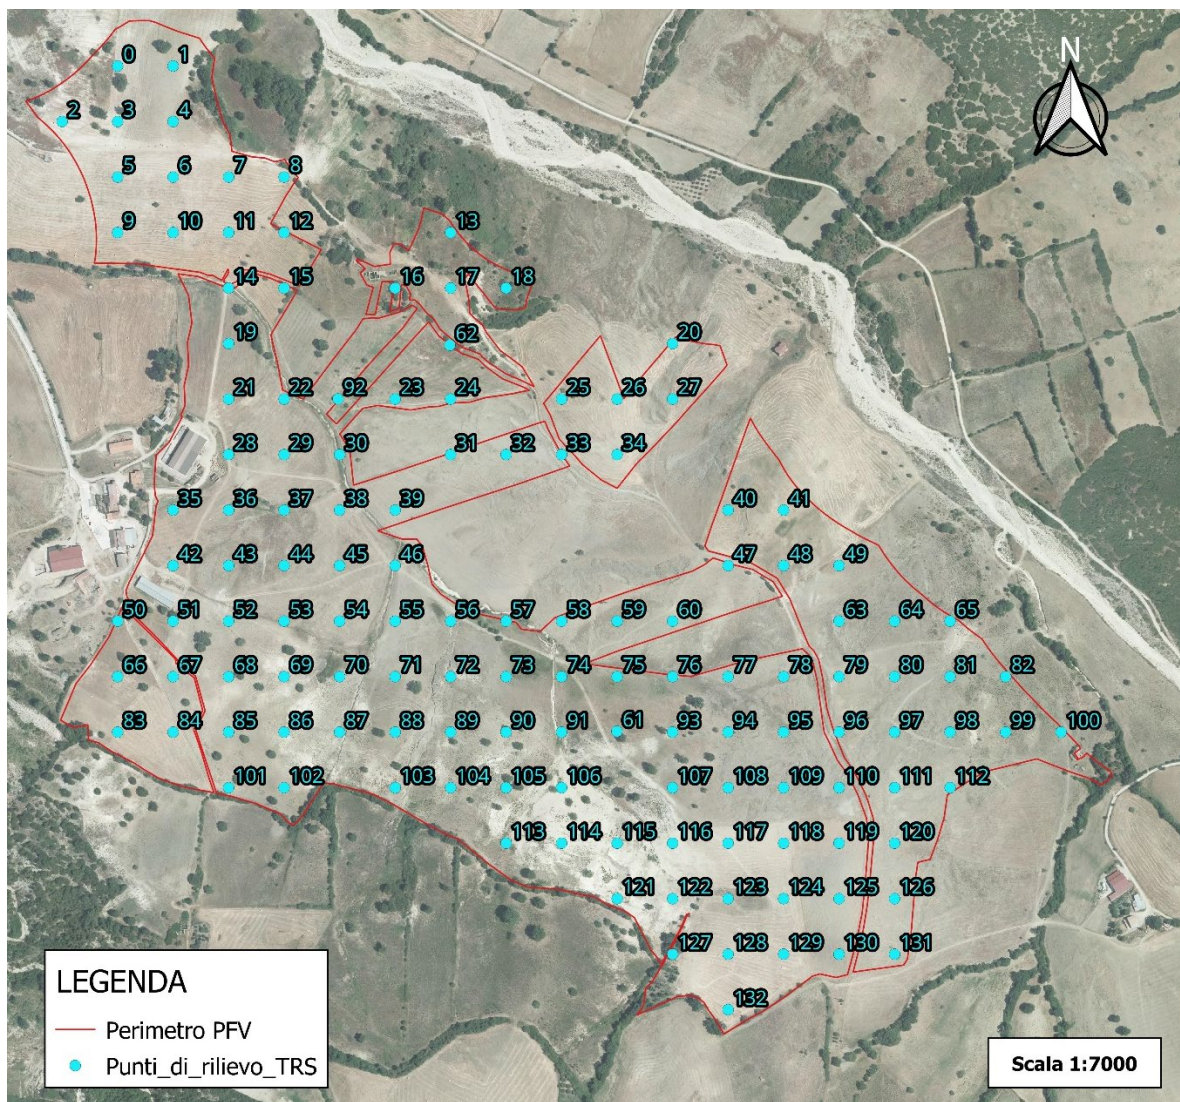 N
0 1
2 3 4
5 6 7 8
9 10 11 12 13
14 15 16 17 18
19 62 20
21 22 92 23 24 25 26 27
28 29 30 31 32 33 34
35 36 37 38 39 40 41
42 43 44 45 46 47 48 49
50 51 52 53 54 55 56 57 58 59 60 63 64 65
66 67 68 69 70 71 72 73 74 75 76 77 78 79 80 81 82
83 84 85 86 87 88 89 90 91 61 93 94 95 96 97 98 99 100
101 102 103 104 105 106 107 108 109 110 111 112
113 114 115 116 117 118 119 120
121 122 123 124 125 126
127 128 129 130 131
132
LEGENDA
Perimetro PFV
Punti_di_rilievo_TRS
Scala 1:7000